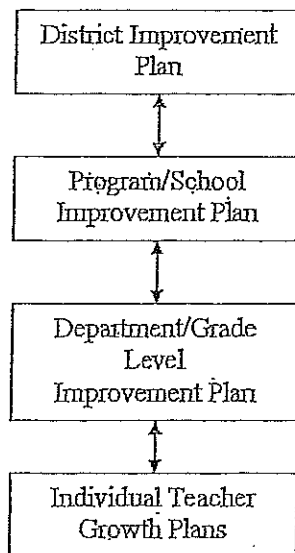 District Improvement
Plan
Program/School
Improvement Plan
Department/Grade
Level
Improvement Plan
Individual Teacher
Growth Plans